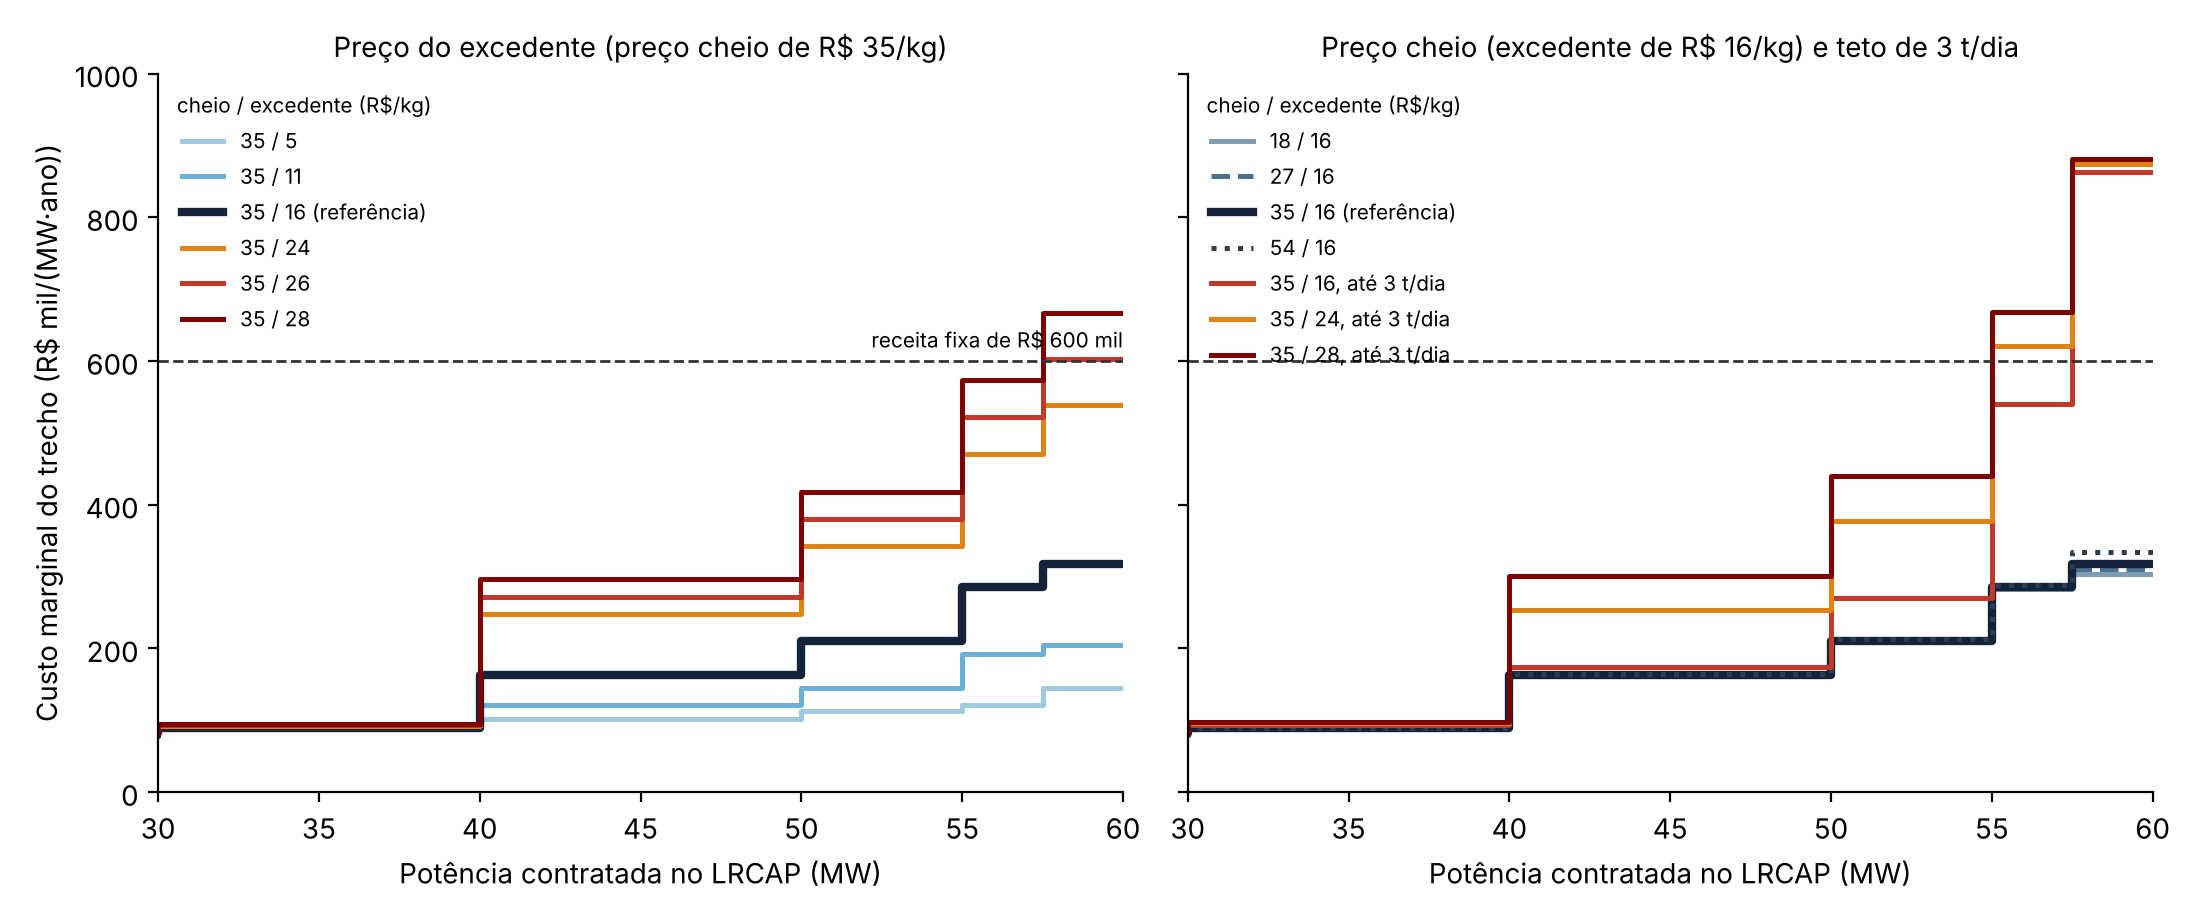 Preço do excedente (preço cheio de R$ 35/kg)
1000
800
600
400
200
0
Custo marginal do trecho (R$ mil/(MW·ano))
cheio / excedente (R$/kg)
35 / 5
35 / 11
35 / 16 (referência)
35 / 24
35 / 26
35 / 28
receita fixa de R$ 600 mil
30 35 40 45 50 55 60
Potência contratada no LRCAP (MW)
Preço cheio (excedente de R$ 16/kg) e teto de 3 t/dia
cheio / excedente (R$/kg)
18 / 16
27 / 16
35 / 16 (referência)
54 / 16
35 / 16, até 3 t/dia
35 / 24, até 3 t/dia
35 / 28, até 3 t/dia
30 35 40 45 50 55 60
Potência contratada no LRCAP (MW)